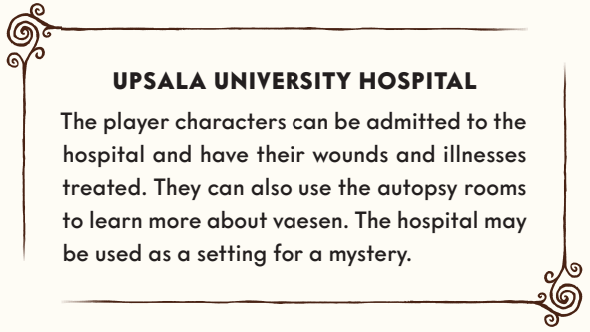 UPSALA UNIVERSITY HOSPITAL
The player characters can be admitted to the
hospital and have their wounds and illnesses
treated. They can also use the autopsy rooms
to learn more about vaesen. The hospital may
be used as a setting for a mystery.